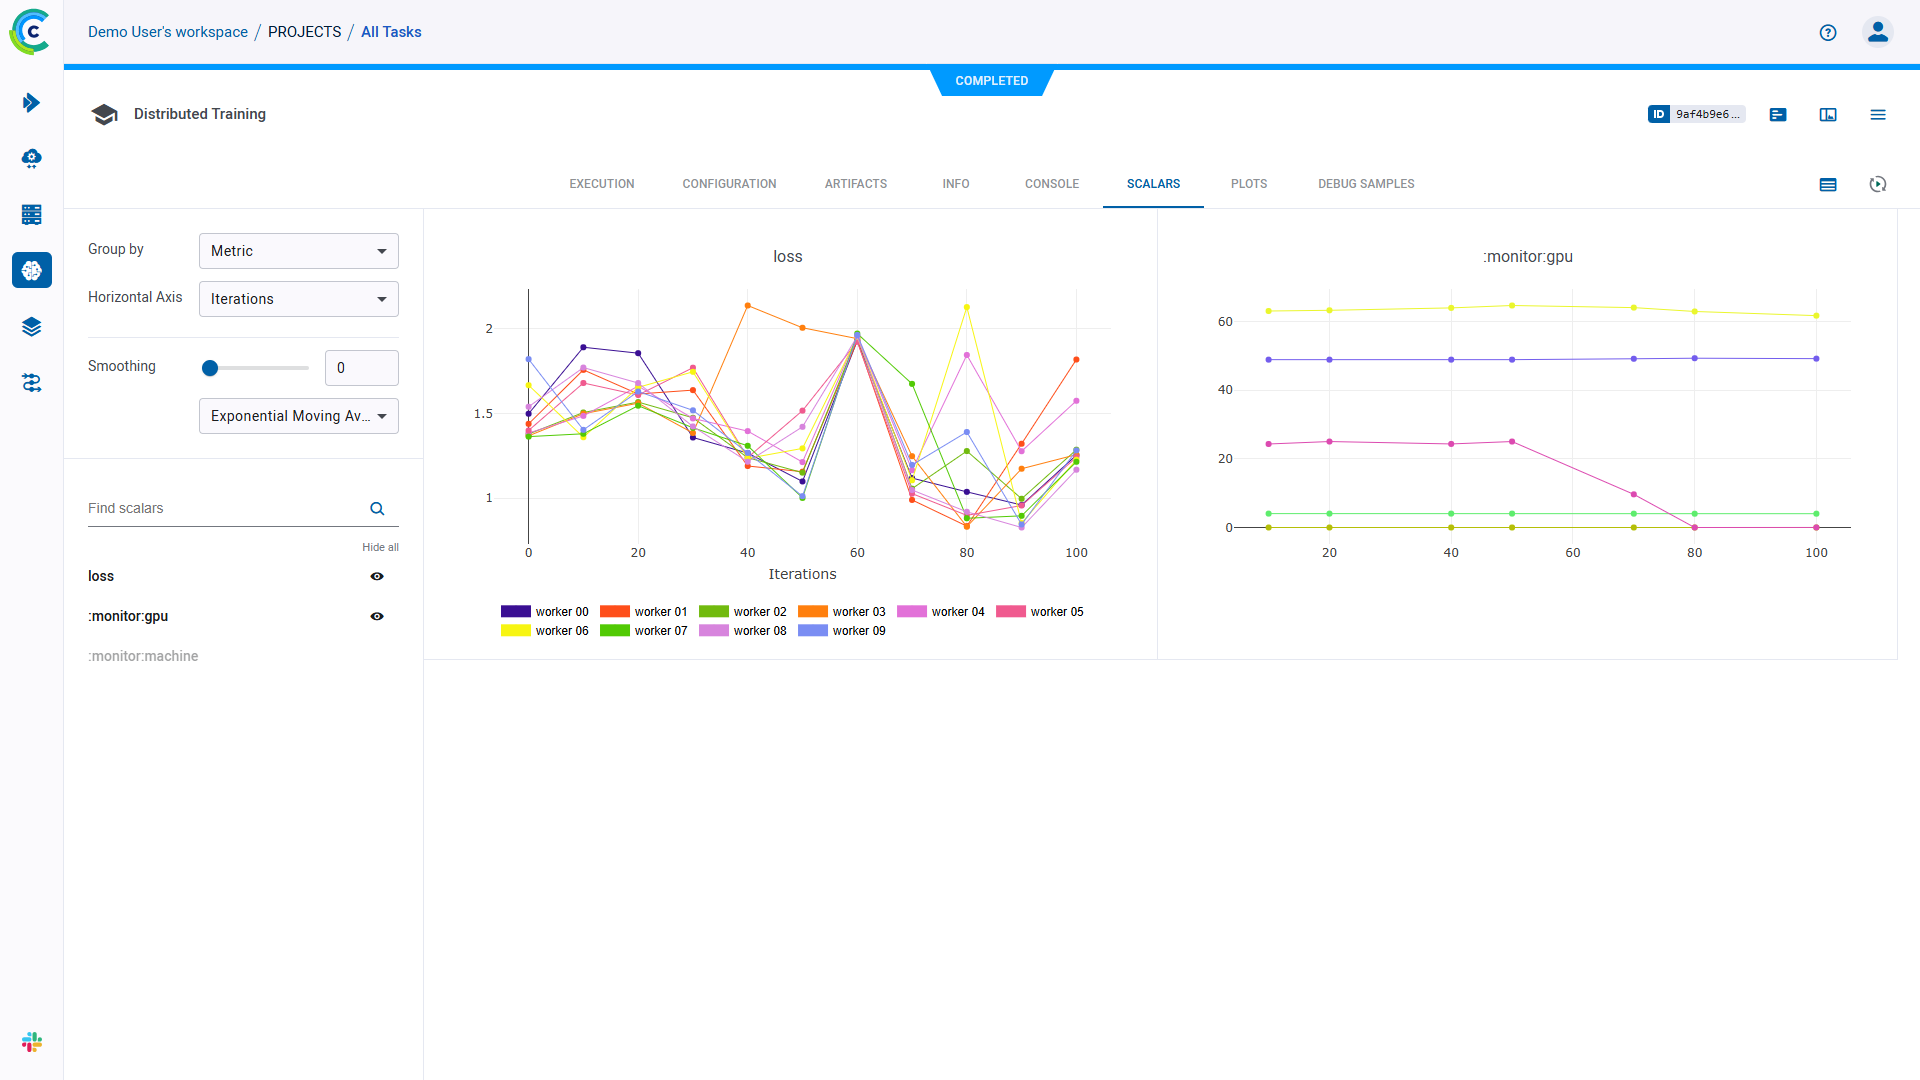 Demo User's workspace / PROJECTS / All Tasks
COMPLETED
Distributed Training
ID 9af4b9e6...
EXECUTION CONFIGURATION ARTIFACTS INFO CONSOLE SCALARS PLOTS DEBUG SAMPLES
Group by Metric
Horizontal Axis Iterations
Smoothing 0
Exponential Moving Av...
Find scalars
Hide all
loss
:monitor:gpu
:monitor:machine
loss
2
1.5
1
0 20 40 60 80 100
Iterations
worker 00 worker 01 worker 02 worker 03 worker 04 worker 05
worker 06 worker 07 worker 08 worker 09
:monitor:gpu
60
40
20
0
20 40 60 80 100